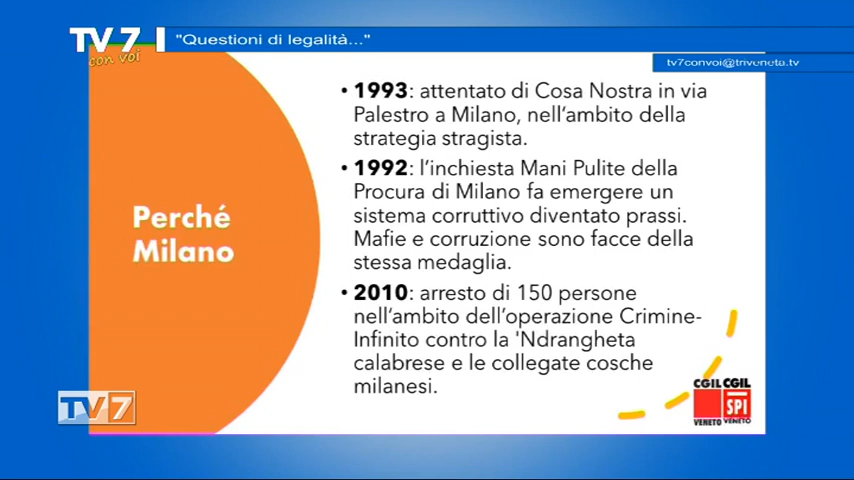 TV 7
con voi
"Questioni di legalità..."
tv7convoi@triveneta.tv
Perché
Milano
• 1993: attentato di Cosa Nostra in via
Palestro a Milano, nell'ambito della
strategia stragista.
• 1992: l'inchiesta Mani Pulite della
Procura di Milano fa emergere un
sistema corruttivo diventato prassi.
Mafie e corruzione sono facce della
stessa medaglia.
• 2010: arresto di 150 persone
nell'ambito dell'operazione Crimine-
Infinito contro la 'Ndrangheta
calabrese e le collegate cosche
milanesi.
TV7
CGIL CGIL
SPI
VENETO VENETO